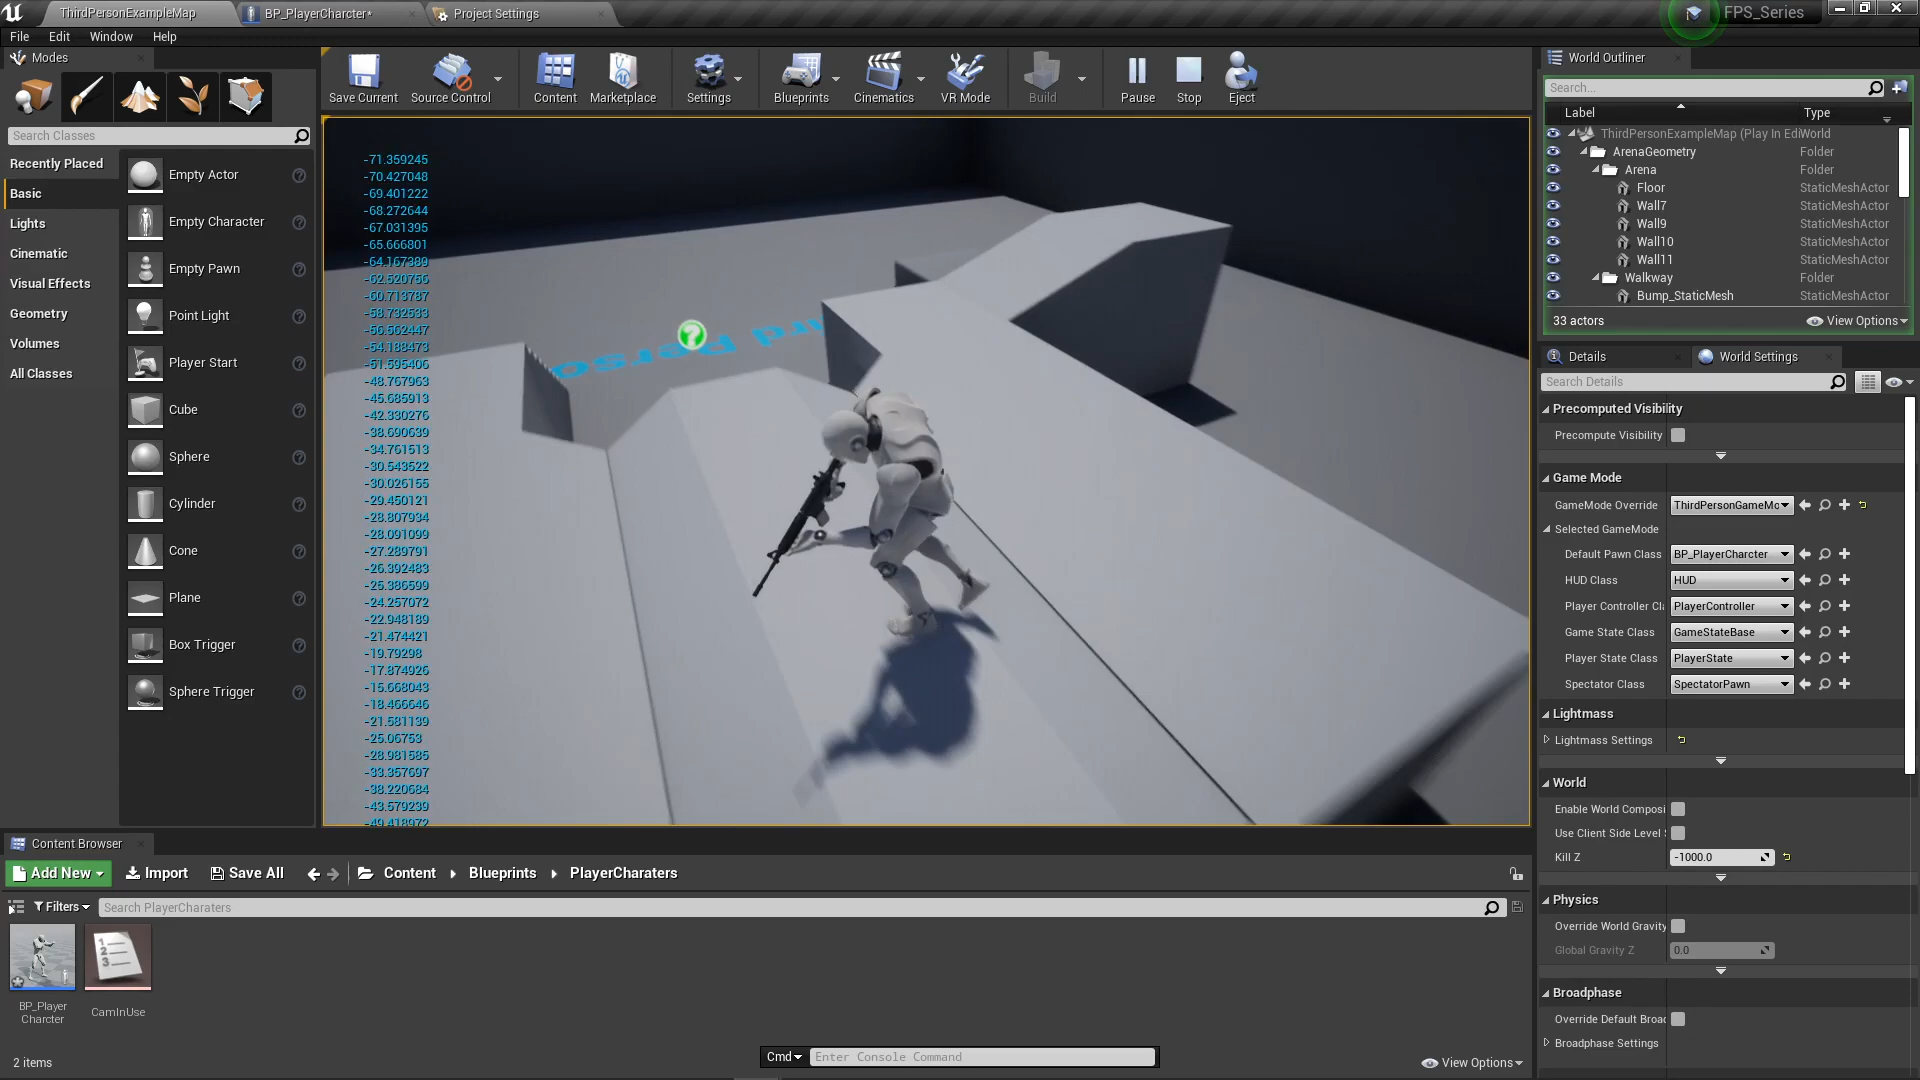 ThirdPersonExampleMap
BP_PlayerCharcter*
Project Settings
FPS_Series
File
Edit
Window
Help
Modes
Search Classes
Recently Placed
Basic
Lights
Cinematic
Visual Effects
Geometry
Volumes
All Classes
Empty Actor
Empty Character
Empty Pawn
Point Light
Player Start
Cube
Sphere
Cylinder
Cone
Plane
Box Trigger
Sphere Trigger
Save Current
Source Control
Content
Marketplace
Settings
Blueprints
Cinematics
VR Mode
Build
Pause
Stop
Eject
-71.359245
-70.427048
-69.401222
-68.272644
-67.031395
-65.666801
-64.167389
-62.520756
-60.713787
-58.732533
-56.562447
-54.188473
-51.595406
-48.767963
-45.685913
-42.330276
-38.690639
-34.761513
-30.543522
-30.026155
-29.450121
-28.807934
-28.091099
-27.289791
-26.392483
-25.386599
-24.257072
-22.948189
-21.474421
-19.79298
-17.874926
-15.668043
-18.466646
-21.581139
-25.06753
-28.981585
-33.357697
-38.220684
-43.579239
-49.418972
World Outliner
Search...
Label Type
ThirdPersonExampleMap (Play In Edi World
ArenaGeometry Folder
Arena Folder
Floor StaticMeshActor
Wall7 StaticMeshActor
Wall9 StaticMeshActor
Wall10 StaticMeshActor
Wall11 StaticMeshActor
Walkway Folder
Bump_StaticMesh StaticMeshActor
33 actors
View Options
Details
World Settings
Search Details
Precomputed Visibility
Precompute Visibility
Game Mode
GameMode Override ThirdPersonGameMo
Selected GameMode
Default Pawn Class BP_PlayerCharcter
HUD Class HUD
Player Controller Cl PlayerController
Game State Class GameStateBase
Player State Class PlayerState
Spectator Class SpectatorPawn
Lightmass
Lightmass Settings
World
Enable World Composi
Use Client Side Level
Kill Z -1000.0
Physics
Override World Gravity
Global Gravity Z 0.0
Broadphase
Override Default Broad
Broadphase Settings
Content Browser
Add New
Import
Save All
Content
Blueprints
PlayerCharaters
Filters
Search PlayerCharaters
1
2
3
BP_Player
Charcter
CamInUse
2 items
Cmd
Enter Console Command
View Options